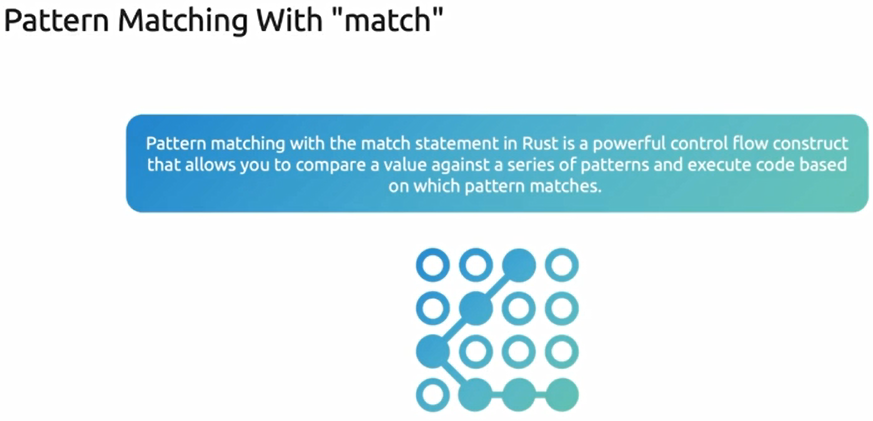 Pattern Matching With "match"
Pattern matching with the match statement in Rust is a powerful control flow construct
that allows you to compare a value against a series of patterns and execute code based
on which pattern matches.